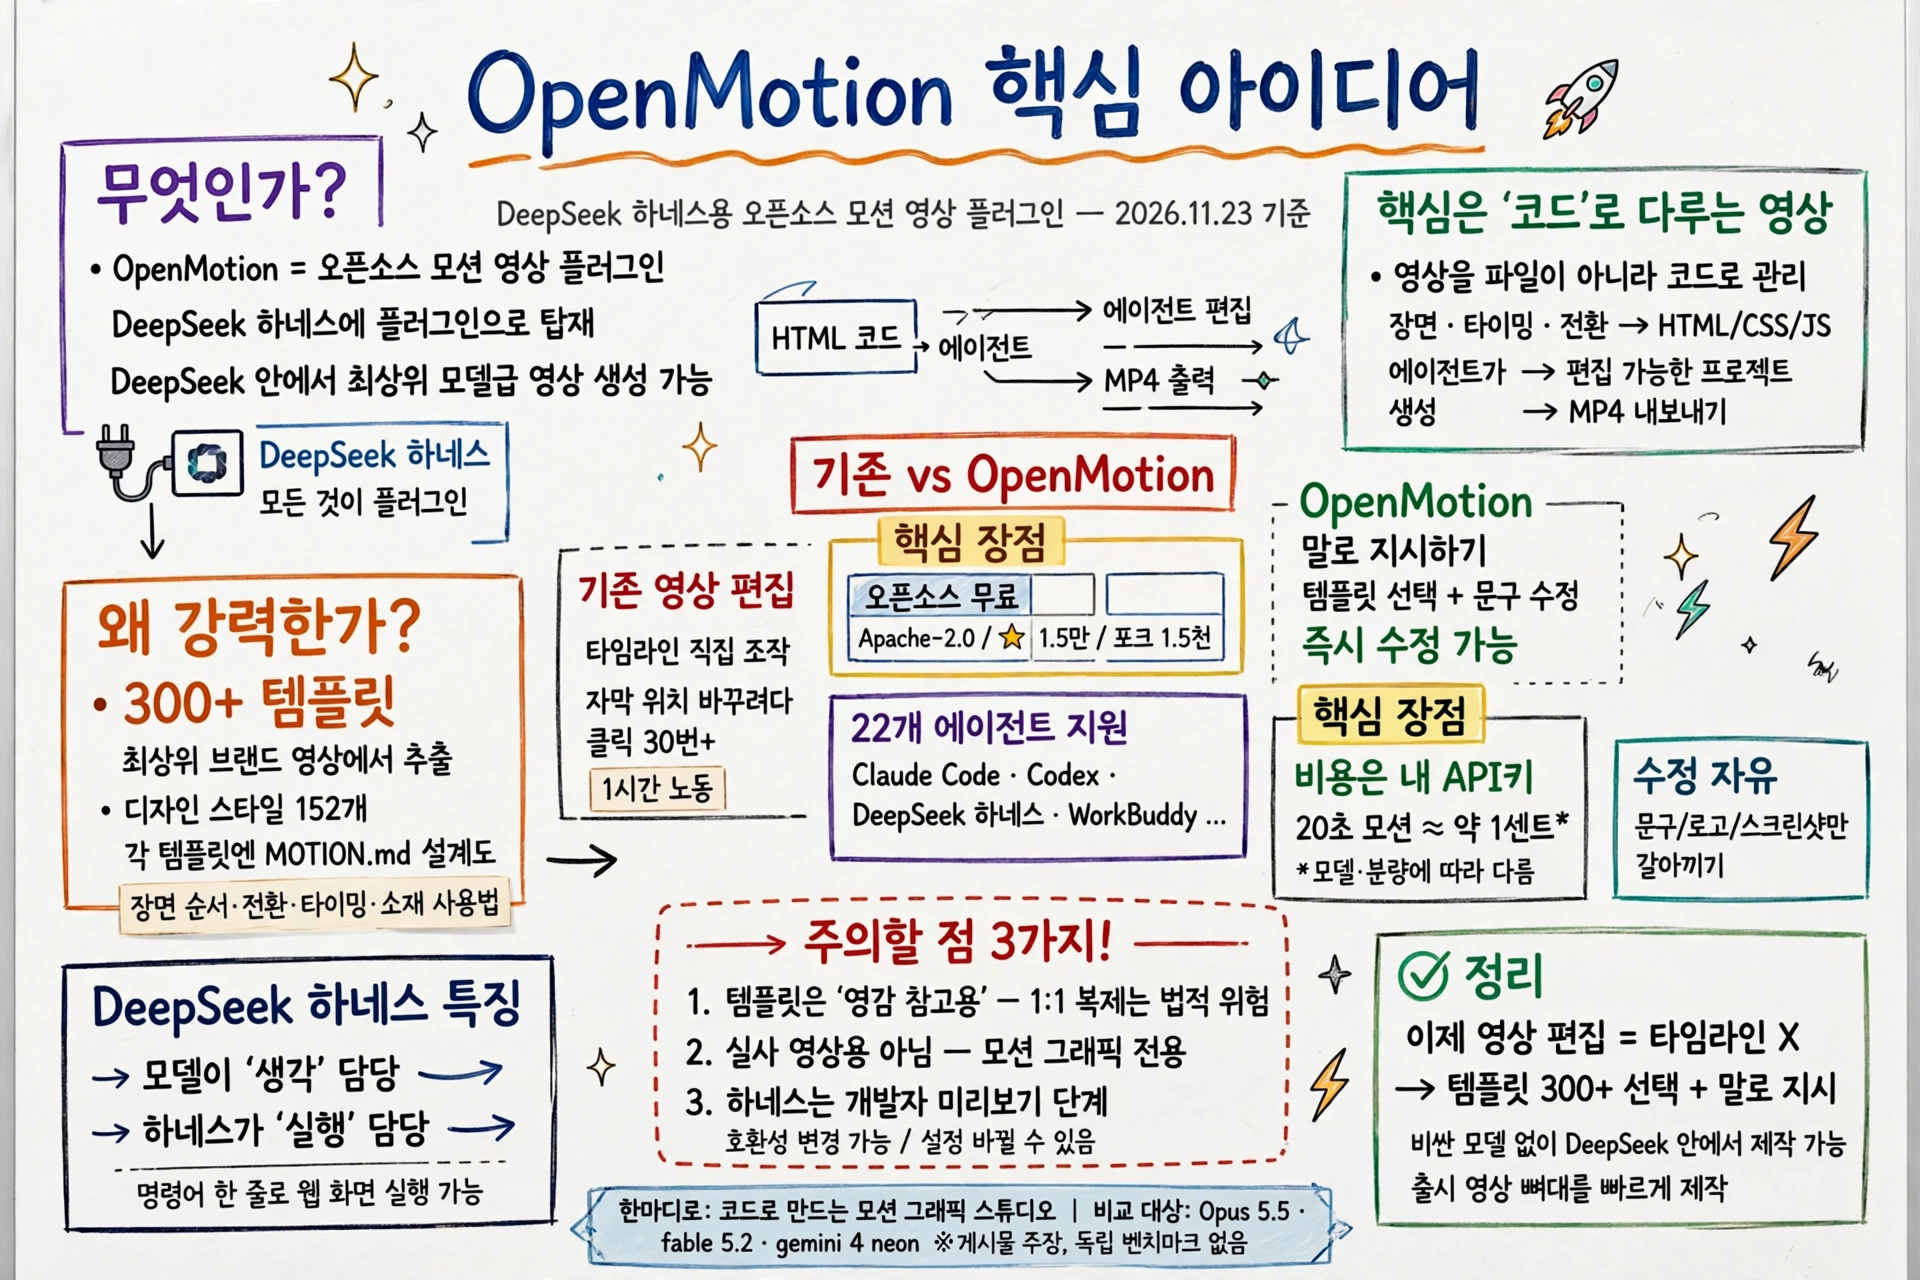 OpenMotion 핵심 아이디어
DeepSeek 하네스용 오픈소스 모션 영상 플러그인 — 2026.11.23 기준
무엇인가?
• OpenMotion = 오픈소스 모션 영상 플러그인
DeepSeek 하네스에 플러그인으로 탑재
DeepSeek 안에서 최상위 모델급 영상 생성 가능
DeepSeek 하네스
모든 것이 플러그인
HTML 코드
→ 에이전트
에이전트 편집
MP4 출력
핵심은 ‘코드’로 다루는 영상
• 영상을 파일이 아니라 코드로 관리
장면 · 타이밍 · 전환 → HTML/CSS/JS
에이전트가 → 편집 가능한 프로젝트
생성 → MP4 내보내기
왜 강력한가?
• 300+ 템플릿
최상위 브랜드 영상에서 추출
• 디자인 스타일 152개
각 템플릿엔 MOTION.md 설계도
장면 순서·전환·타이밍·소재 사용법
기존 vs OpenMotion
기존 영상 편집
타임라인 직집 조작
자막 위치 바꾸려다
클릭 30번+
1시간 노동
핵심 장점
오픈소스 무료
Apache-2.0 / ⭐ 1.5만 / 포크 1.5천
22개 에이전트 지원
Claude Code · Codex ·
DeepSeek 하네스 · WorkBuddy ...
OpenMotion
말로 지시하기
템플릿 선택 + 문구 수정
즉시 수정 가능
핵심 장점
비용은 내 API키
20초 모션 ≈ 약 1센트*
*모델·분량에 따라 다름
수정 자유
문구/로고/스크린샷만
갈아끼기
DeepSeek 하네스 특징
→ 모델이 ‘생각’ 담당 →
→ 하네스가 ‘실행’ 담당 →
명령어 한 줄로 웹 화면 실행 가능
→ 주의할 점 3가지!
1. 템플릿은 ‘영감 참고용’ — 1:1 복제는 법적 위험
2. 실사 영상용 아님 — 모션 그래픽 전용
3. 하네스는 개발자 미리보기 단계
호환성 변경 가능 / 설정 바뀔 수 있음
정리
이제 영상 편집 = 타임라인 X
→ 템플릿 300+ 선택 + 말로 지시
비싼 모델 없이 DeepSeek 안에서 제작 가능
출시 영상 뼈대를 빠르게 제작
한마디로: 코드로 만드는 모션 그래픽 스튜디오 | 비교 대상: Opus 5.5 ·
fable 5.2 · gemini 4 neon ※게시물 주장, 독립 벤치마크 없음